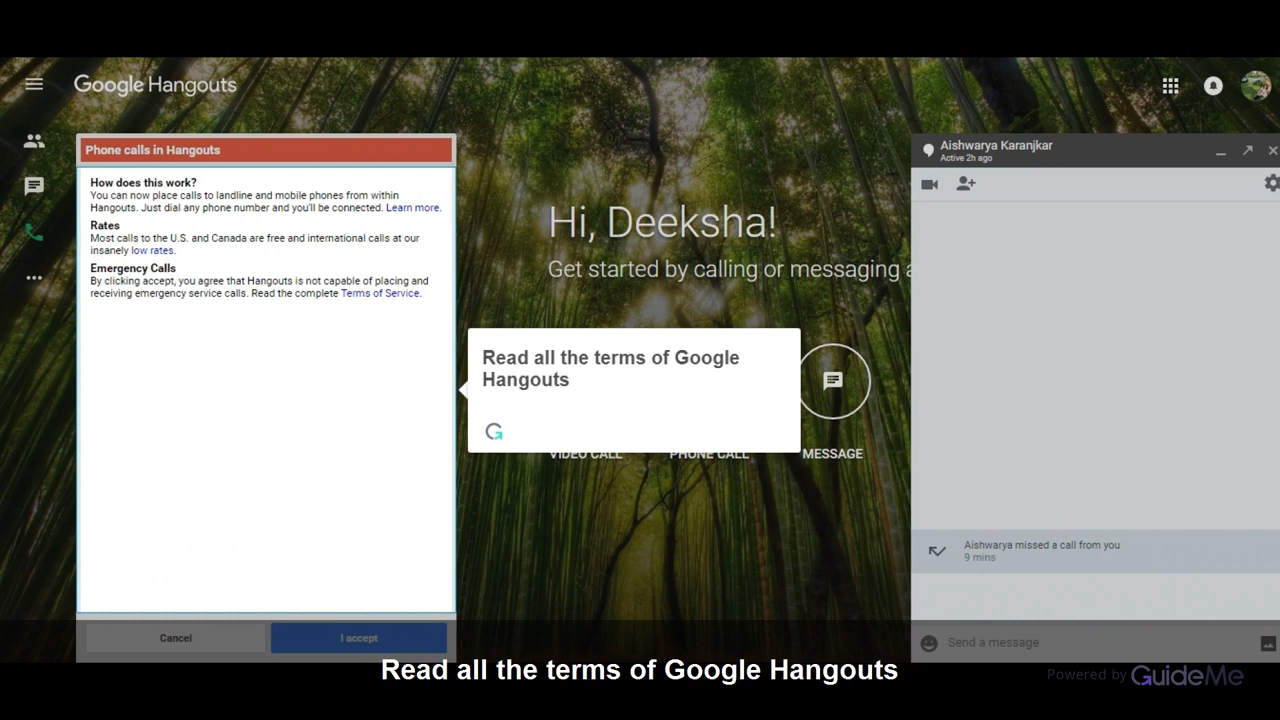 Google Hangouts
Phone calls in Hangouts
How does this work?
You can now place calls to landline and mobile phones from within
Hangouts. Just dial any phone number and you'll be connected. Learn more.
Rates
Most calls to the U.S. and Canada are free and international calls at our
insanely low rates.
Emergency Calls
By clicking accept, you agree that Hangouts is not capable of placing and
receiving emergency service calls. Read the complete Terms of Service.
Cancel
I accept
Hi, Deeksha!
Get started by calling or messaging a
Read all the terms of Google
Hangouts
VIDEO CALL
PHONE CALL
MESSAGE
Aishwarya Karanjkar
Active 2h ago
Aishwarya missed a call from you
9 mins
Send a message
Read all the terms of Google Hangouts
Powered by GuideMe